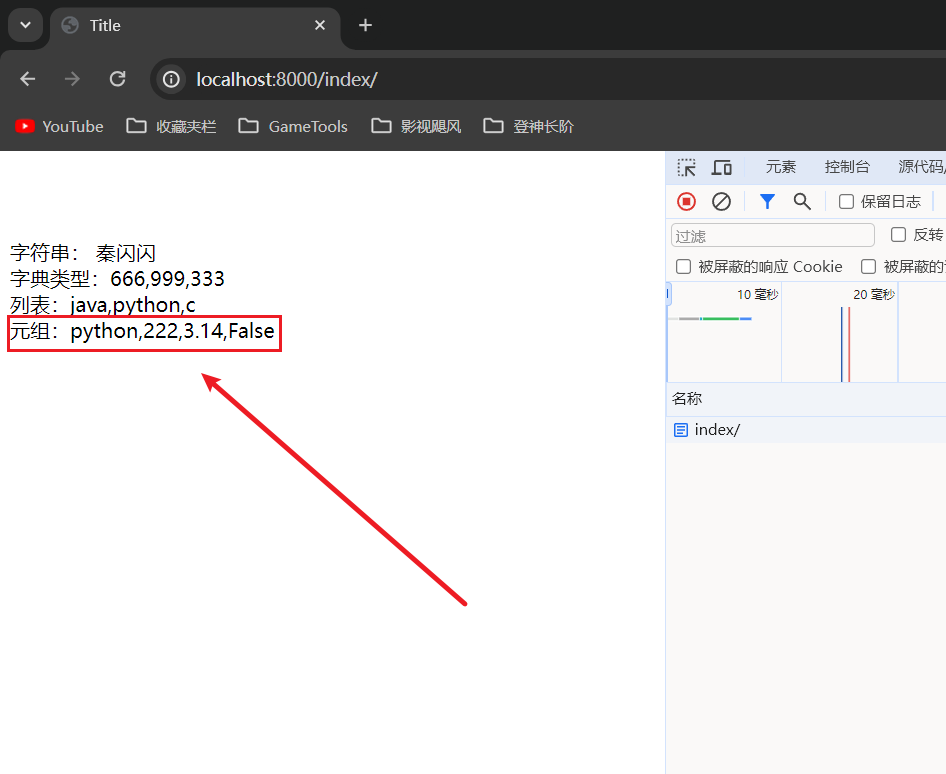 Title
localhost:8000/index/
YouTube 收藏夹栏 GameTools 影视飓风 登神长阶
元素 控制台 源代码/
保留日志
过滤 反转
被屏蔽的响应 Cookie 被屏蔽的
10 毫秒 20 毫秒
名称
index/
字符串： 秦闪闪
字典类型：666,999,333
列表：java,python,c
元组：python,222,3.14,False